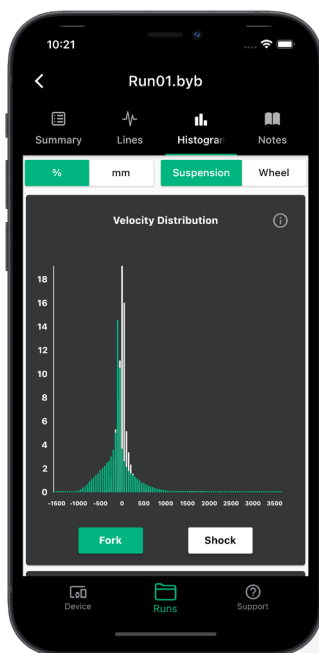 10:21
Run01.byb
Summary Lines Histogran Notes
% mm Suspension Wheel
Velocity Distribution
18
16
14
12
10
8
6
4
2
0
-1500 -1000 -500 0 500 1000 1500 2000 2500 3000 3500
Fork Shock
Device Runs Support